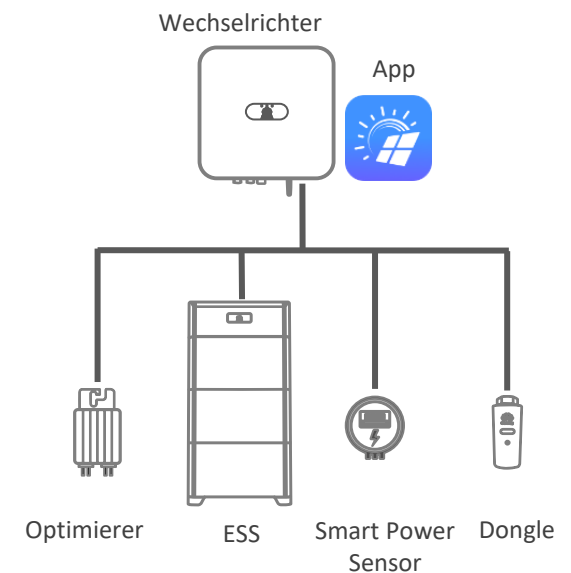 Wechselrichter
App
Optimierer
ESS
Smart Power
Sensor
Dongle